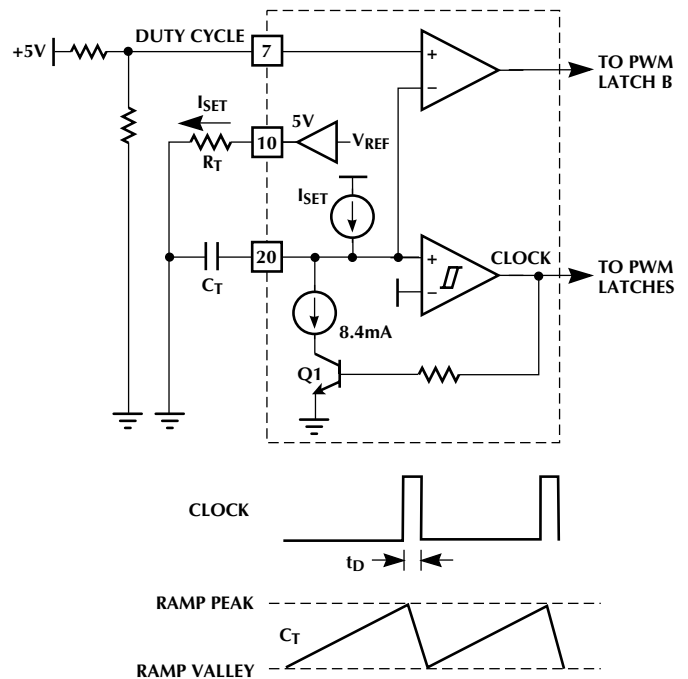 DUTY CYCLE
+5V
7
+
−
TO PWM
LATCH B
ISET
5V
10
VREF
RT
ISET
20
CT
+
−
CLOCK
TO PWM
LATCHES
8.4mA
Q1
CLOCK
tD
RAMP PEAK
CT
RAMP VALLEY